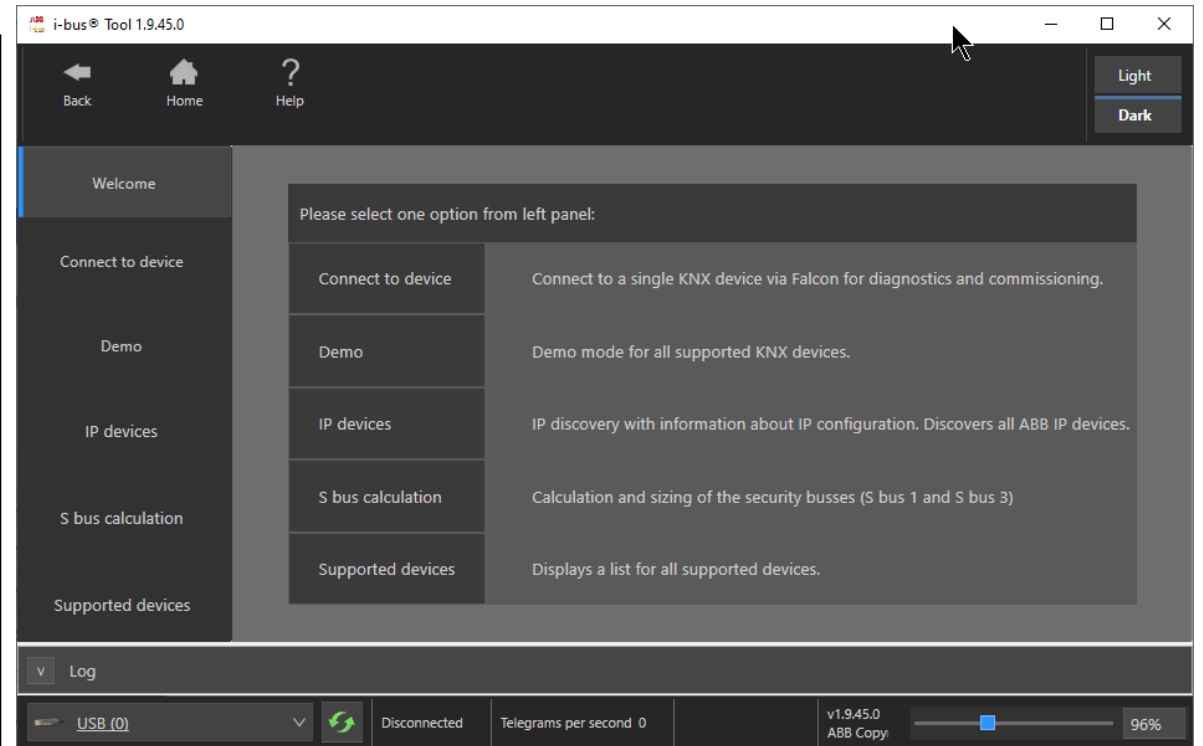 i-bus® Tool 1.9.45.0
Back
Home
Help
Light
Dark
Welcome
Connect to device
Demo
IP devices
S bus calculation
Supported devices
Please select one option from left panel:
Connect to device
Connect to a single KNX device via Falcon for diagnostics and commissioning.
Demo
Demo mode for all supported KNX devices.
IP devices
IP discovery with information about IP configuration. Discovers all ABB IP devices.
S bus calculation
Calculation and sizing of the security busses (S bus 1 and S bus 3)
Supported devices
Displays a list for all supported devices.
v Log
USB (0)
Disconnected
Telegrams per second 0
v1.9.45.0
ABB Copy
96%